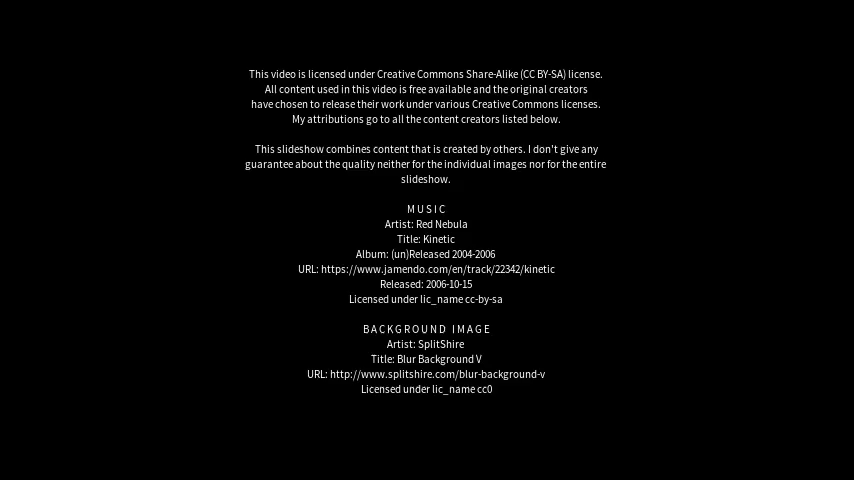 This video is licensed under Creative Commons Share-Alike (CC BY-SA) license.
All content used in this video is free available and the original creators
have chosen to release their work under various Creative Commons licenses.
My attributions go to all the content creators listed below.
This slideshow combines content that is created by others. I don't give any
guarantee about the quality neither for the individual images nor for the entire
slideshow.
MUSIC
Artist: Red Nebula
Title: Kinetic
Album: (un)Released 2004-2006
URL: https://www.jamendo.com/en/track/22342/kinetic
Released: 2006-10-15
Licensed under lic_name cc-by-sa
BACKGROUND IMAGE
Artist: SplitShire
Title: Blur Background V
URL: http://www.splitshire.com/blur-background-v
Licensed under lic_name cc0